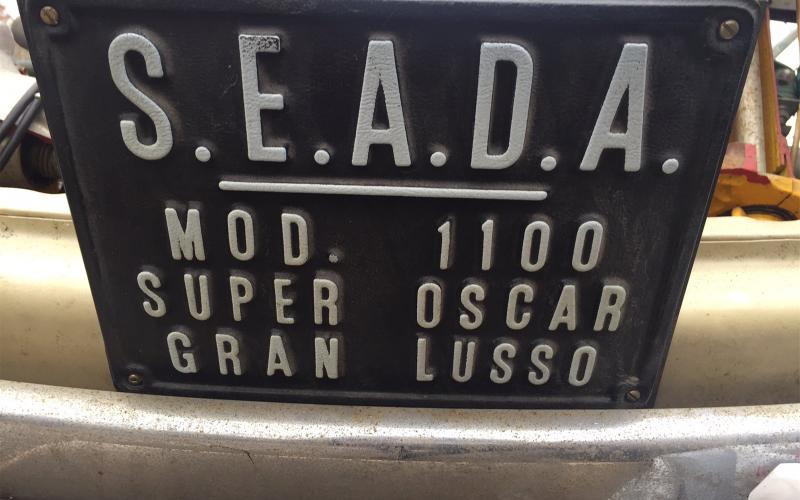 S.E.A.D.A.
MOD. 1100
SUPER OSCAR
GRAN LUSSO